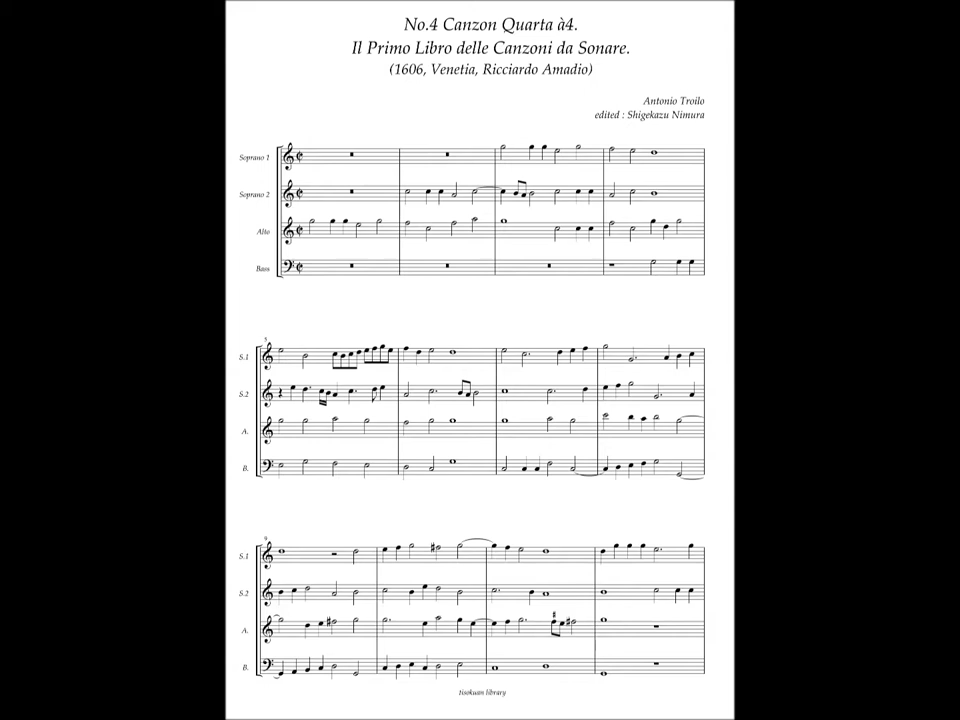 No.4 Canzon Quarta à4.
Il Primo Libro delle Canzoni da Sonare.
(1606, Venetia, Ricciardo Amadio)
Antonio Troilo
edited : Shigekazu Nimura
Soprano 1
Soprano 2
Alto
Bass
5
S.1
S.2
A.
B.
9
S.1
S.2
A.
B.
tisokuan library